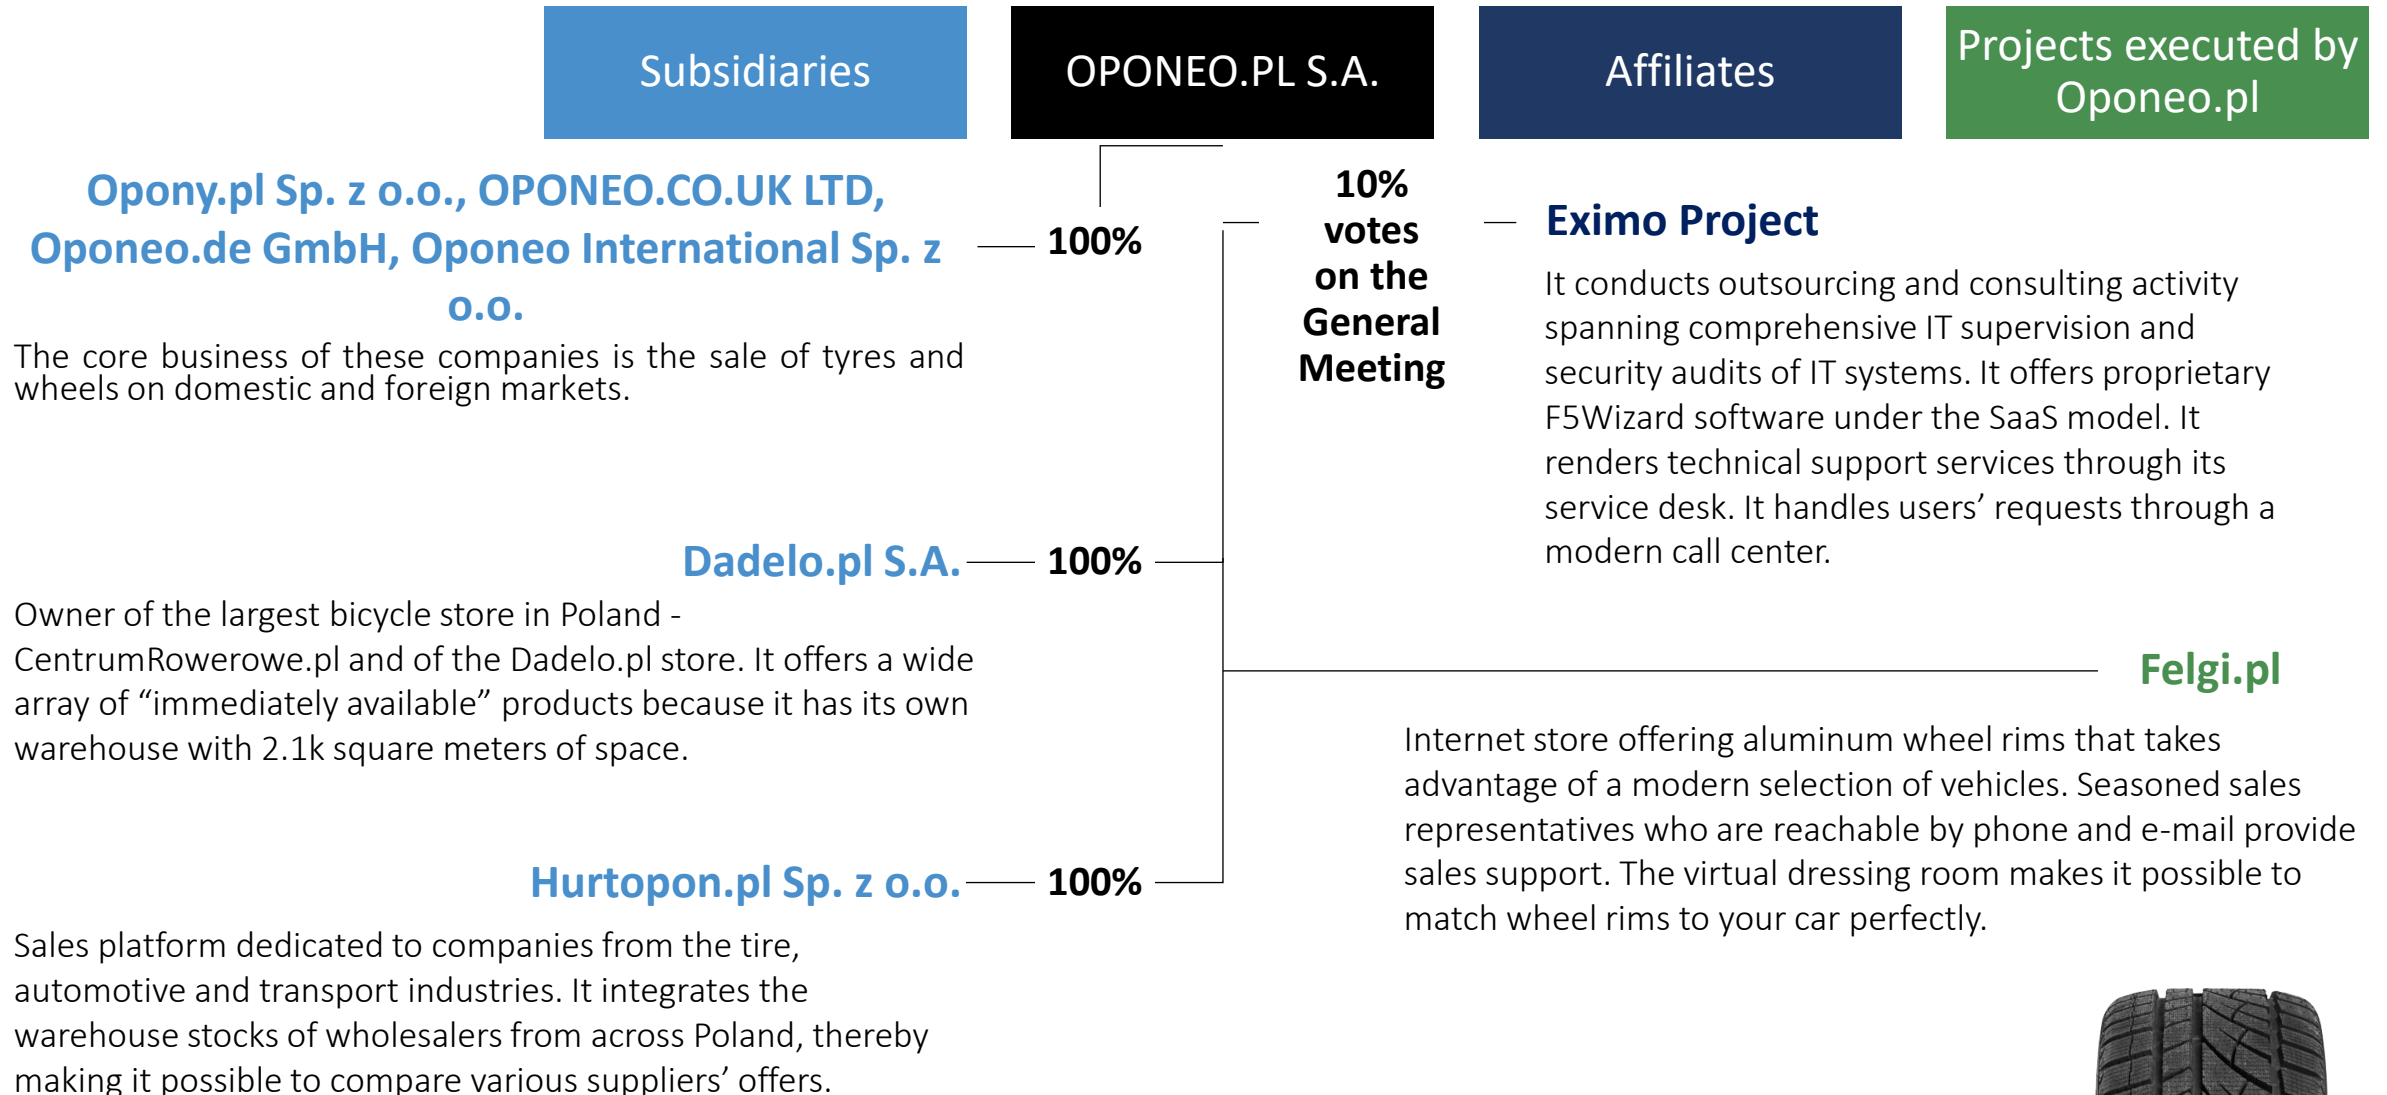 Subsidiaries
OPONEO.PL S.A.
Affiliates
Projects executed by
Oponeo.pl
Opony.pl Sp. z o.o., OPONEO.CO.UK LTD,
Oponeo.de GmbH, Oponeo International Sp. z
o.o.
100%
The core business of these companies is the sale of tyres and
wheels on domestic and foreign markets.
10%
votes
on the
General
Meeting
Eximo Project
It conducts outsourcing and consulting activity
spanning comprehensive IT supervision and
security audits of IT systems. It offers proprietary
F5Wizard software under the SaaS model. It
renders technical support services through its
service desk. It handles users’ requests through a
modern call center.
Dadelo.pl S.A.
100%
Owner of the largest bicycle store in Poland -
CentrumRowerowe.pl and of the Dadelo.pl store. It offers a wide
array of “immediately available” products because it has its own
warehouse with 2.1k square meters of space.
Felgi.pl
Internet store offering aluminum wheel rims that takes
advantage of a modern selection of vehicles. Seasoned sales
representatives who are reachable by phone and e-mail provide
sales support. The virtual dressing room makes it possible to
match wheel rims to your car perfectly.
Hurtopon.pl Sp. z o.o.
100%
Sales platform dedicated to companies from the tire,
automotive and transport industries. It integrates the
warehouse stocks of wholesalers from across Poland, thereby
making it possible to compare various suppliers’ offers.